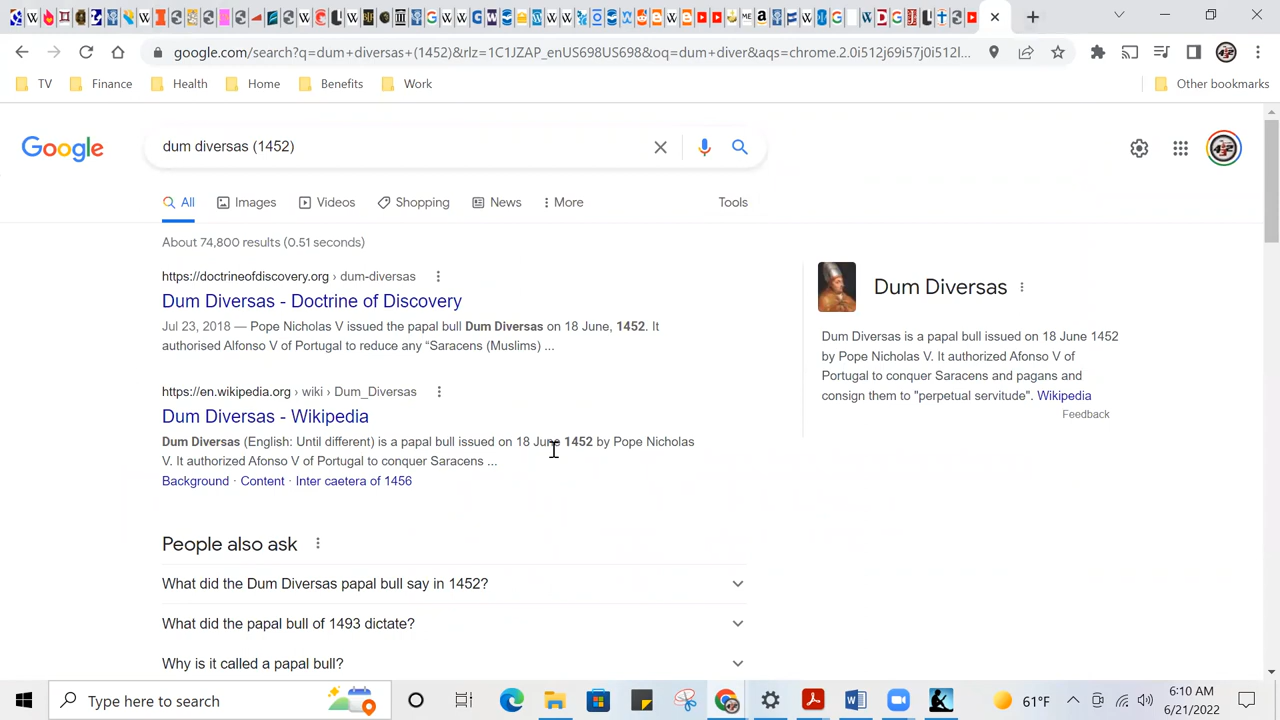 google.com/search?q=dum+diversas+(1452)&rlz=1C1JZAP_enUS698US698&oq=dum+diver&aqs=chrome.2.0i512j69i57j0i512l...
TV Finance Health Home Benefits Work Other bookmarks
Google dum diversas (1452)
All Images Videos Shopping News More Tools
About 74,800 results (0.51 seconds)
https://doctrineofdiscovery.org › dum-diversas
Dum Diversas - Doctrine of Discovery
Jul 23, 2018 — Pope Nicholas V issued the papal bull Dum Diversas on 18 June, 1452. It
authorised Alfonso V of Portugal to reduce any “Saracens (Muslims) ...
https://en.wikipedia.org › wiki › Dum_Diversas
Dum Diversas - Wikipedia
Dum Diversas (English: Until different) is a papal bull issued on 18 June 1452 by Pope Nicholas
V. It authorized Afonso V of Portugal to conquer Saracens ...
Background · Content · Inter caetera of 1456
People also ask
What did the Dum Diversas papal bull say in 1452?
What did the papal bull of 1493 dictate?
Why is it called a papal bull?
Dum Diversas
Dum Diversas is a papal bull issued on 18 June 1452
by Pope Nicholas V. It authorized Afonso V of
Portugal to conquer Saracens and pagans and
consign them to "perpetual servitude". Wikipedia
Feedback
Type here to search
61°F
6:10 AM
6/21/2022